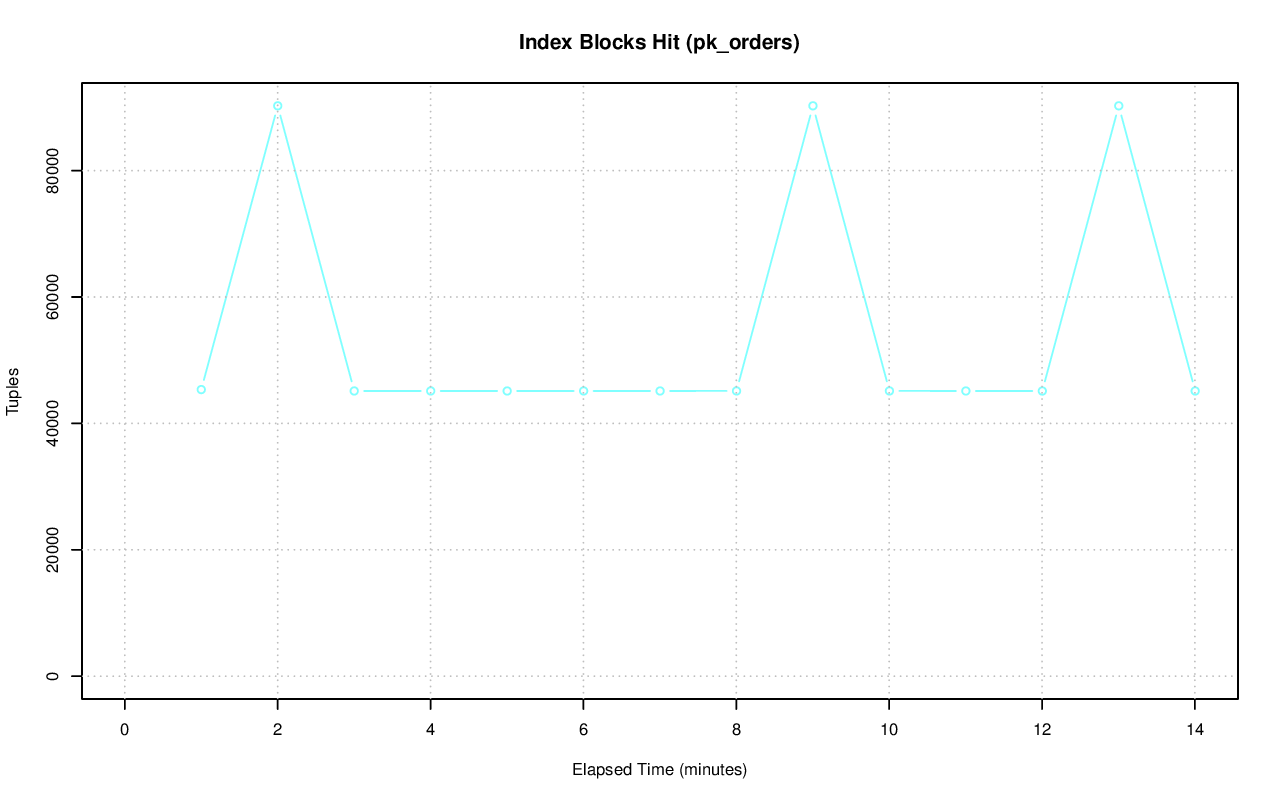 Index Blocks Hit (pk_orders)
Tuples
80000
60000
40000
20000
0
0 2 4 6 8 10 12 14
Elapsed Time (minutes)